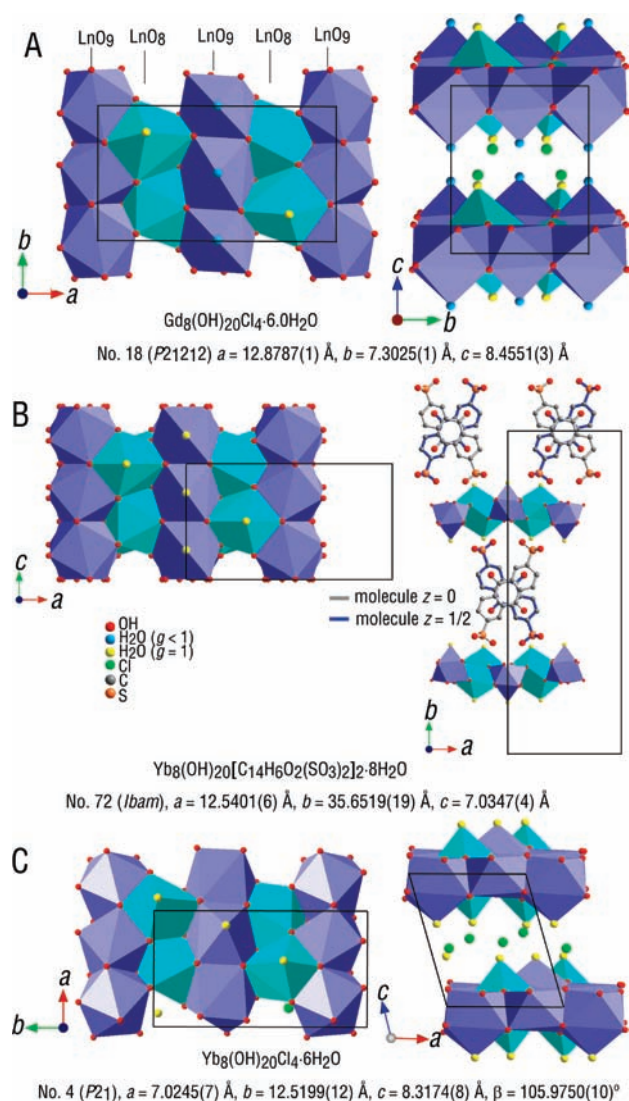 A
LnO9 LnO8 LnO9 LnO8 LnO9
b
a
c
b
Gd8(OH)20Cl4·6.0H2O
No. 18 (P21212) a = 12.8787(1) Å, b = 7.3025(1) Å, c = 8.4551(3) Å
B
c
a
OH
H2O (g < 1)
H2O (g = 1)
Cl
C
S
molecule z = 0
molecule z = 1/2
b
a
Yb8(OH)20[C14H6O2(SO3)2]2·8H2O
No. 72 (Ibam), a = 12.5401(6) Å, b = 35.6519(19) Å, c = 7.0347(4) Å
C
a
b
c
a
Yb8(OH)20Cl4·6H2O
No. 4 (P21), a = 7.0245(7) Å, b = 12.5199(12) Å, c = 8.3174(8) Å, β = 105.9750(10)º